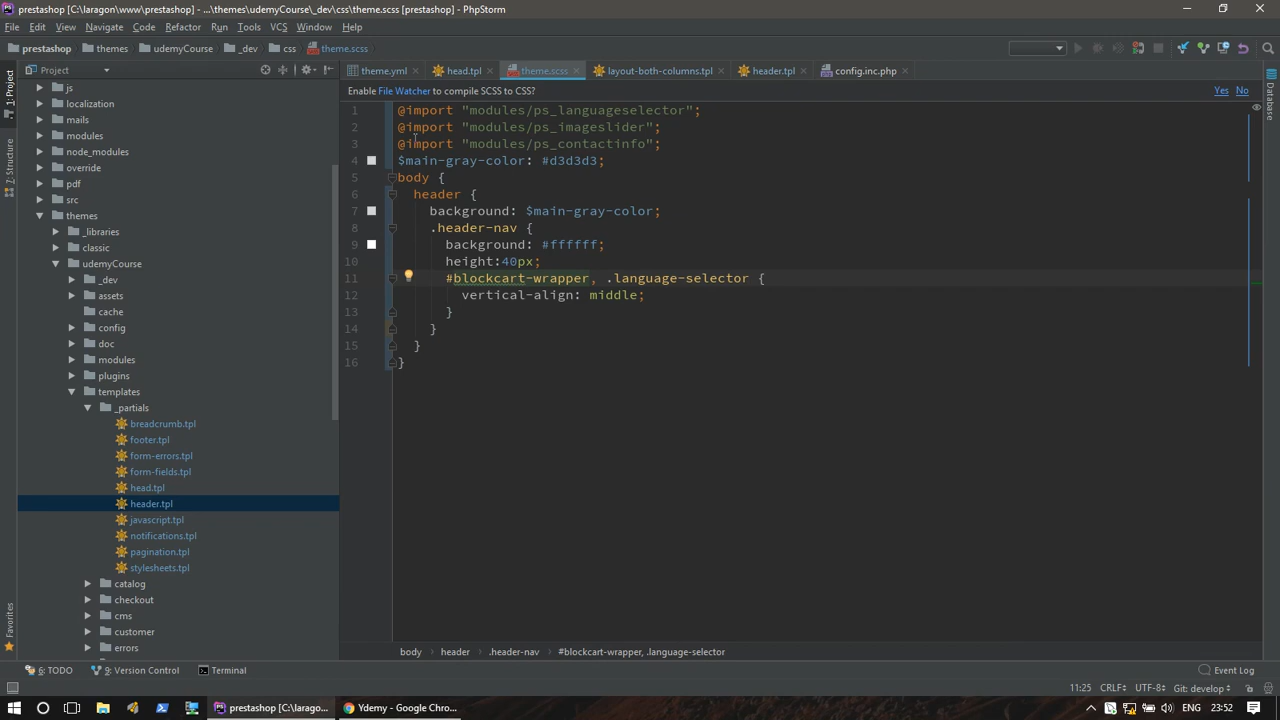 prestashop [C:\laragon\www\prestashop] - ...\themes\udemyCourse\_dev\css\theme.scss [prestashop] - PhpStorm
File Edit View Navigate Code Refactor Run Tools VCS Window Help
prestashop themes udemyCourse _dev css theme.scss
Project
theme.yml head.tpl theme.scss layout-both-columns.tpl header.tpl config.inc.php
Enable File Watcher to compile SCSS to CSS? Yes No
1: Project
7: Structure
Favorites
Database
js
localization
mails
modules
node_modules
override
pdf
src
themes
_libraries
classic
udemyCourse
_dev
assets
cache
config
doc
modules
plugins
templates
_partials
breadcrumb.tpl
footer.tpl
form-errors.tpl
form-fields.tpl
head.tpl
header.tpl
javascript.tpl
notifications.tpl
pagination.tpl
stylesheets.tpl
catalog
checkout
cms
customer
errors
1 @import "modules/ps_languageselector";
2 @import "modules/ps_imageslider";
3 @import "modules/ps_contactinfo";
4 $main-gray-color: #d3d3d3;
5 body {
6 header {
7 background: $main-gray-color;
8 .header-nav {
9 background: #ffffff;
10 height:40px;
11 #blockcart-wrapper, .language-selector {
12 vertical-align: middle;
13 }
14 }
15 }
16 }
body header .header-nav #blockcart-wrapper, .language-selector
6: TODO 9: Version Control Terminal Event Log
11:25 CRLF÷ UTF-8÷ Git: develop÷
prestashop [C:\larago... Ydemy - Google Chro... ENG 23:52